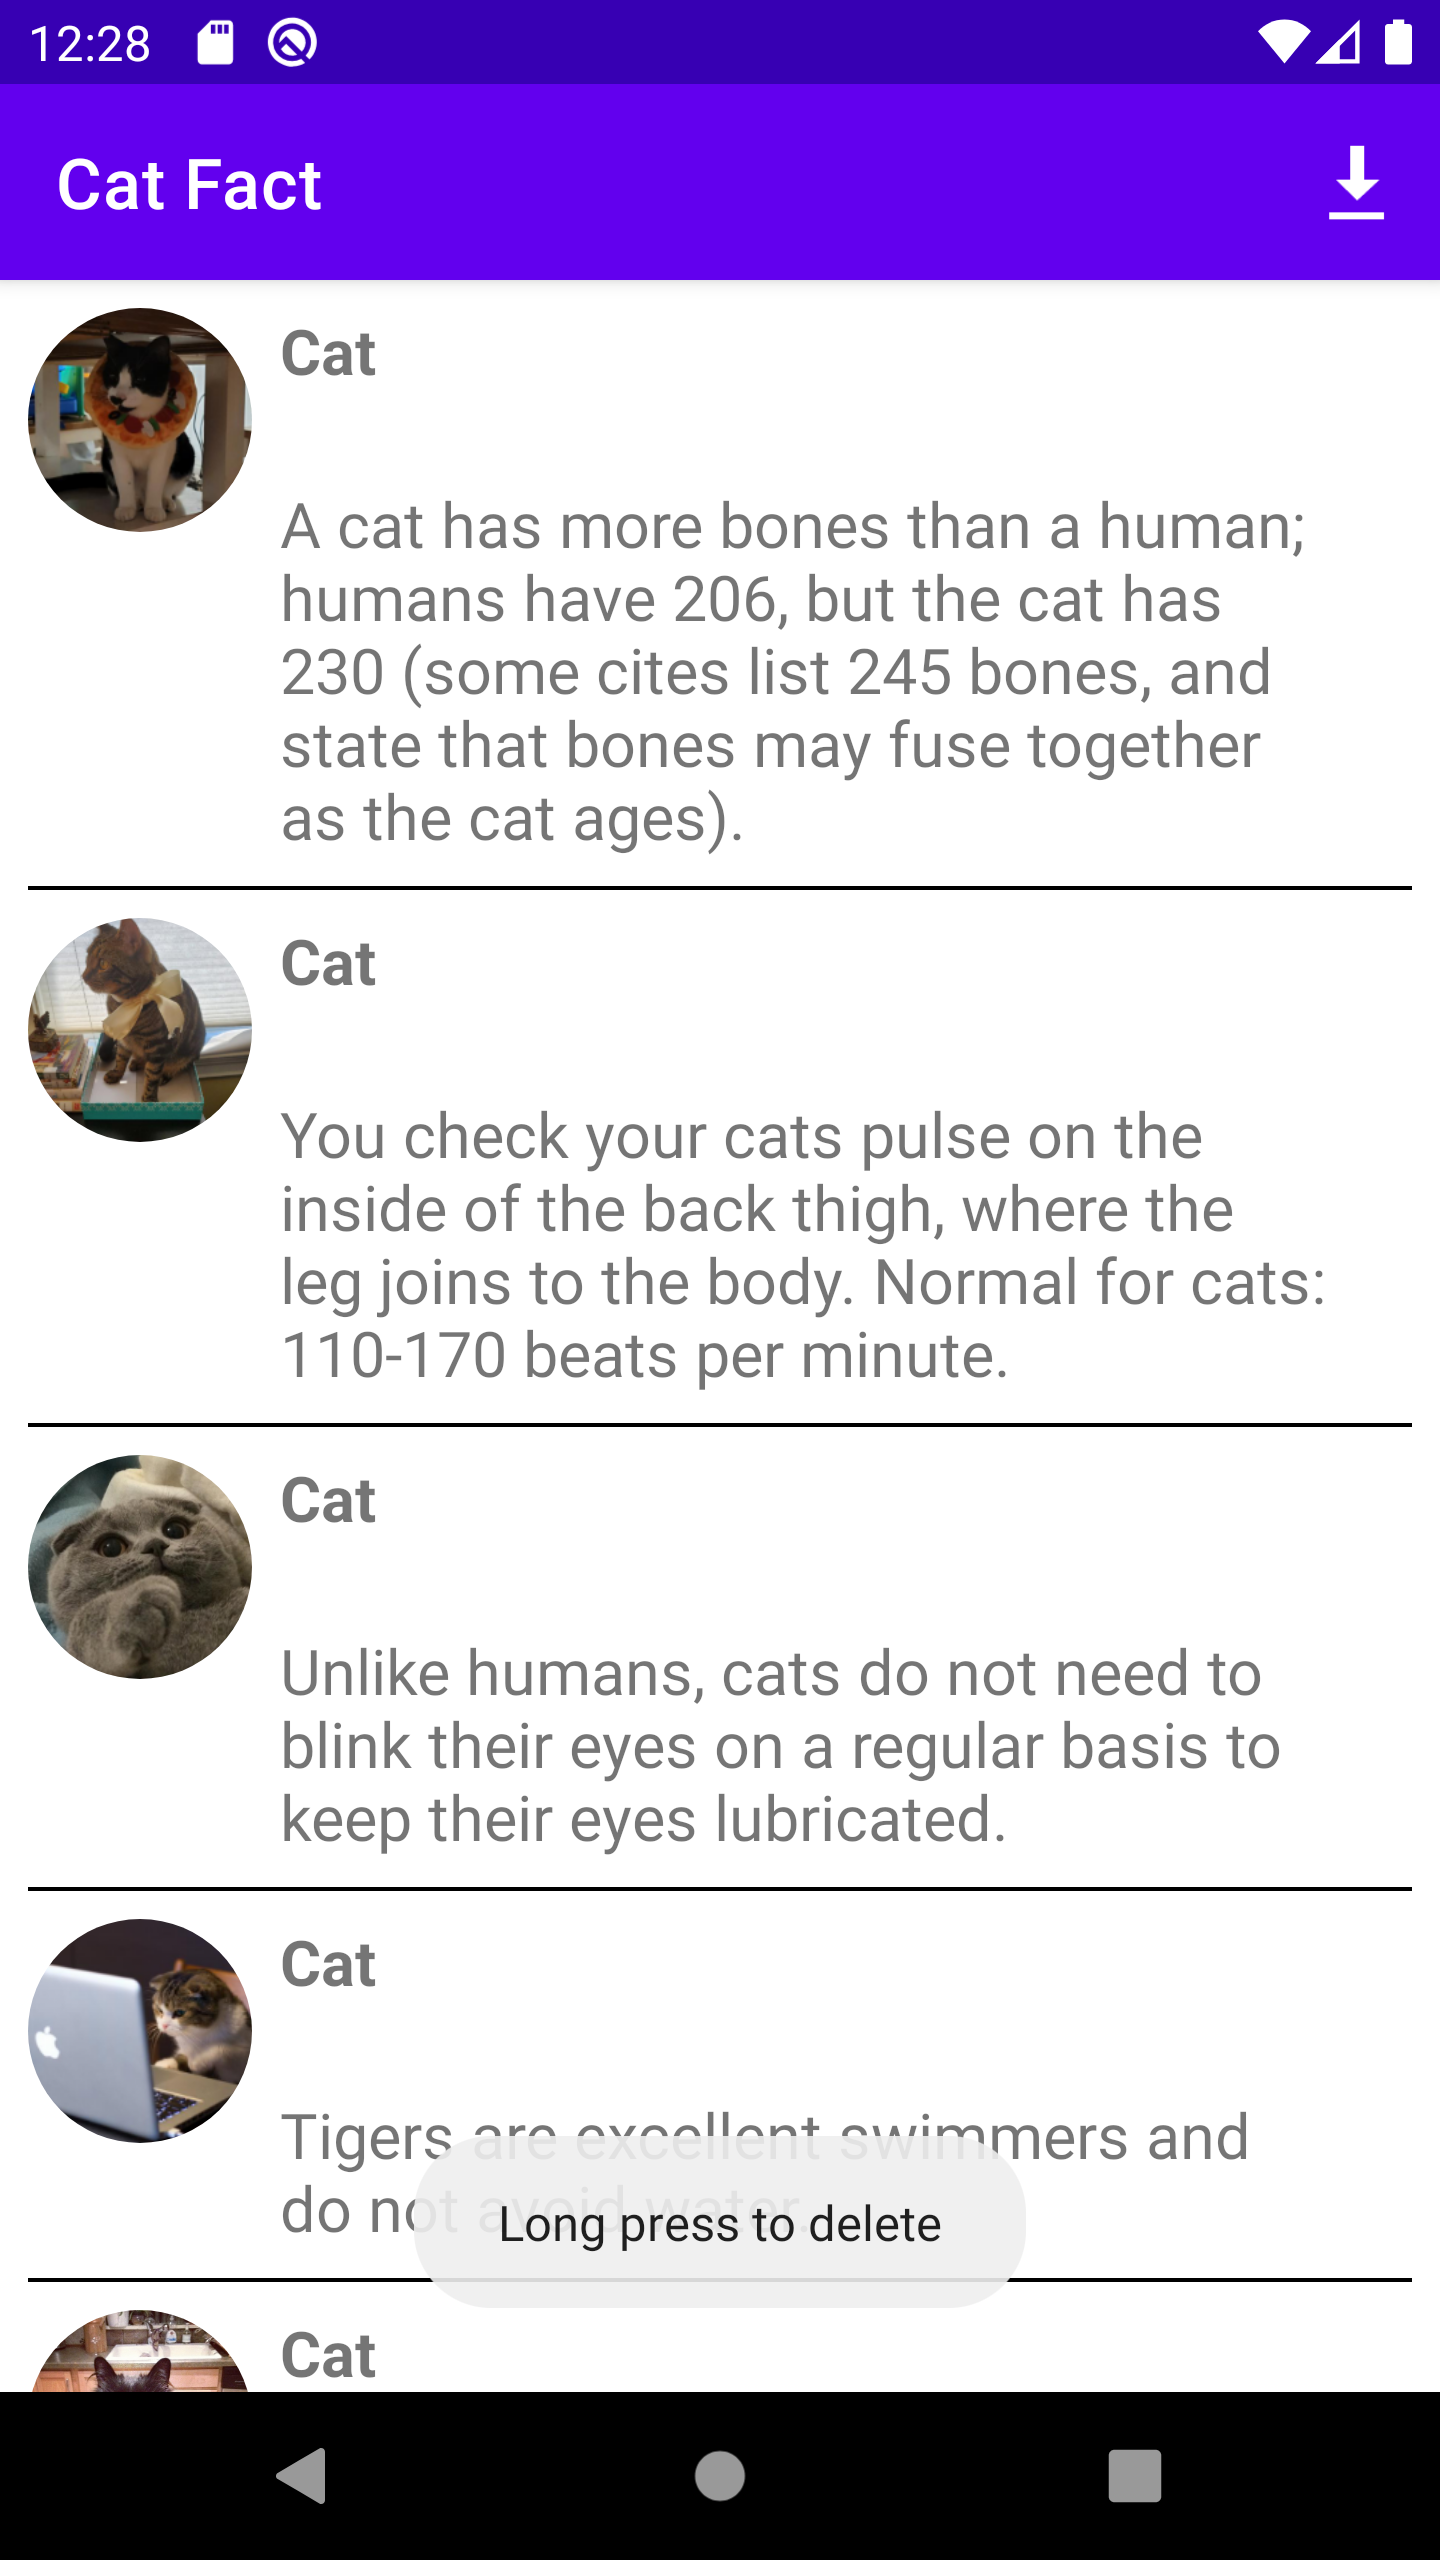 12:28
Cat Fact
Cat
A cat has more bones than a human;
humans have 206, but the cat has
230 (some cites list 245 bones, and
state that bones may fuse together
as the cat ages).
Cat
You check your cats pulse on the
inside of the back thigh, where the
leg joins to the body. Normal for cats:
110-170 beats per minute.
Cat
Unlike humans, cats do not need to
blink their eyes on a regular basis to
keep their eyes lubricated.
Cat
Tigers are excellent swimmers and
do not avoid water.
Long press to delete
Cat